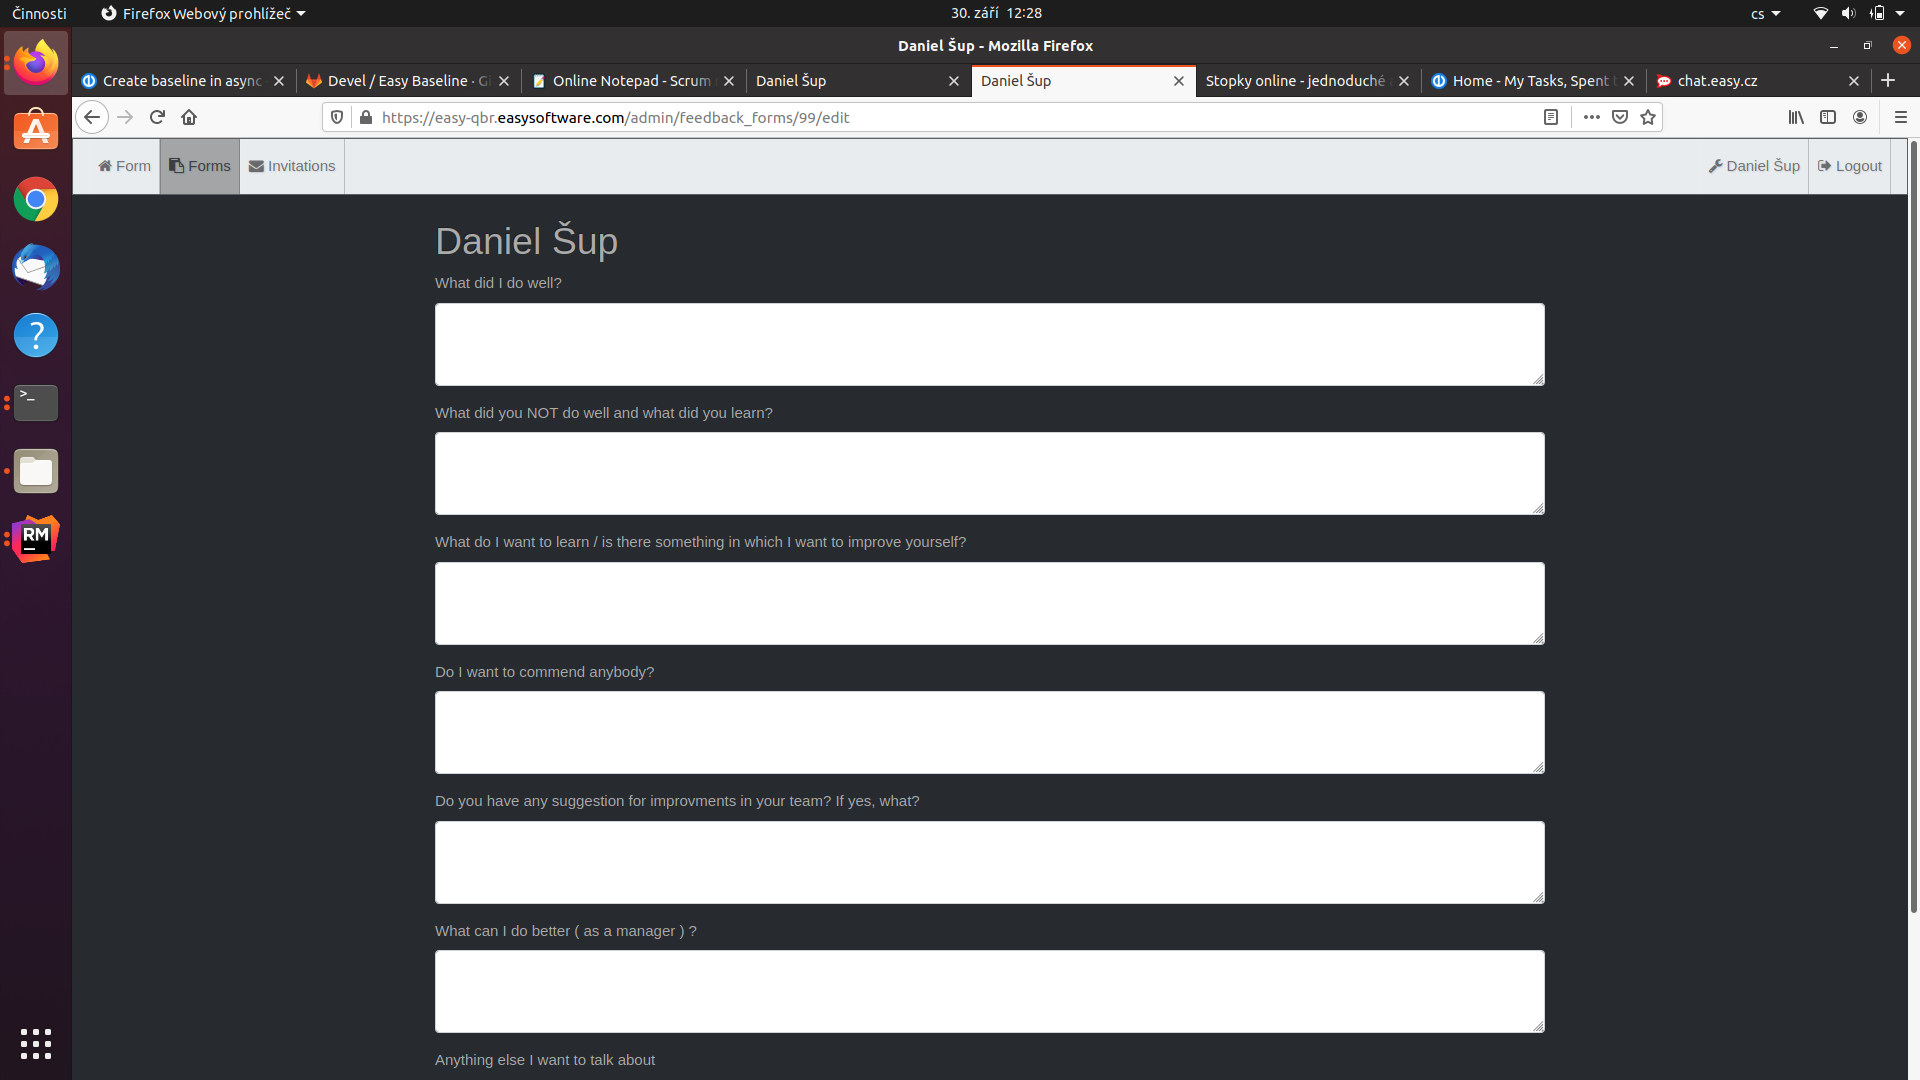 Činnosti
Firefox Webový prohlížeč
30. září 12:28
cs
Daniel Šup - Mozilla Firefox
Create baseline in async
Devel / Easy Baseline · G
Online Notepad - Scrum
Daniel Šup
Daniel Šup
Stopky online - jednoduché
Home - My Tasks, Spent t
chat.easy.cz
https://easy-qbr.easysoftware.com/admin/feedback_forms/99/edit
Form
Forms
Invitations
Daniel Šup
Logout
Daniel Šup
What did I do well?
What did you NOT do well and what did you learn?
What do I want to learn / is there something in which I want to improve yourself?
Do I want to commend anybody?
Do you have any suggestion for improvments in your team? If yes, what?
What can I do better ( as a manager ) ?
Anything else I want to talk about
>_
RM